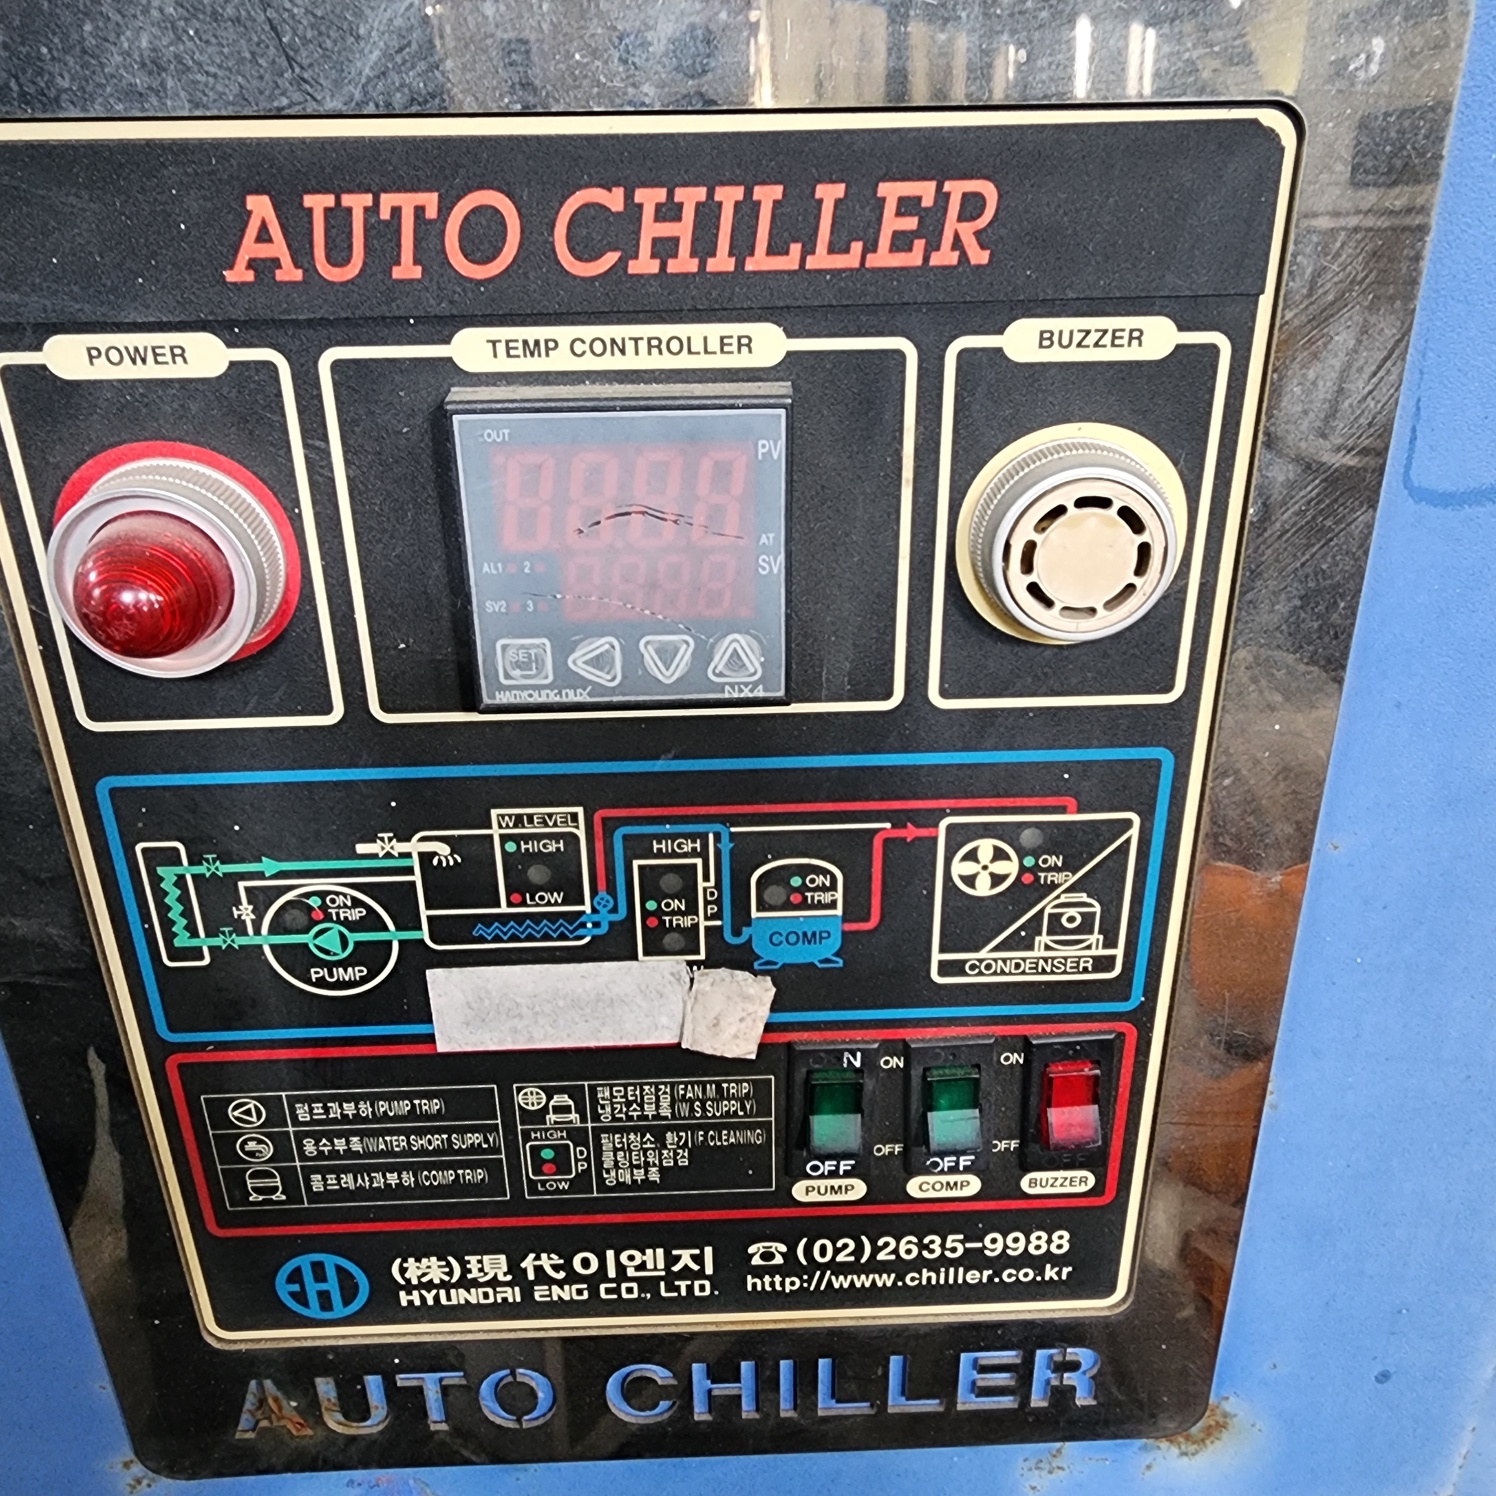 AUTO CHILLER
POWER
TEMP CONTROLLER
BUZZER
OUT
PV
AT
AL1 2
SV
SV2 3
SET
HANYOUNG NUX
NX4
W.LEVEL
HIGH
LOW
HIGH
ON
TRIP
DP
ON
TRIP
COMP
ON
TRIP
CONDENSER
ON
TRIP
PUMP
펌프과부하(PUMP TRIP)
용수부족(WATER SHORT SUPPLY)
콤프레샤과부하(COMP TRIP)
팬모터점검(FAN.M. TRIP)
냉각수부족(W.S.SUPPLY)
HIGH
DP
LOW
필터청소, 환기(F.CLEANING)
쿨링타워점검
냉매부족
N
ON
ON
OFF
OFF
OFF
OFF
PUMP
COMP
BUZZER
(株)現代이엔지
HYUNDAI ENG CO., LTD.
☎(02)2635-9988
http://www.chiller.co.kr
AUTO CHILLER